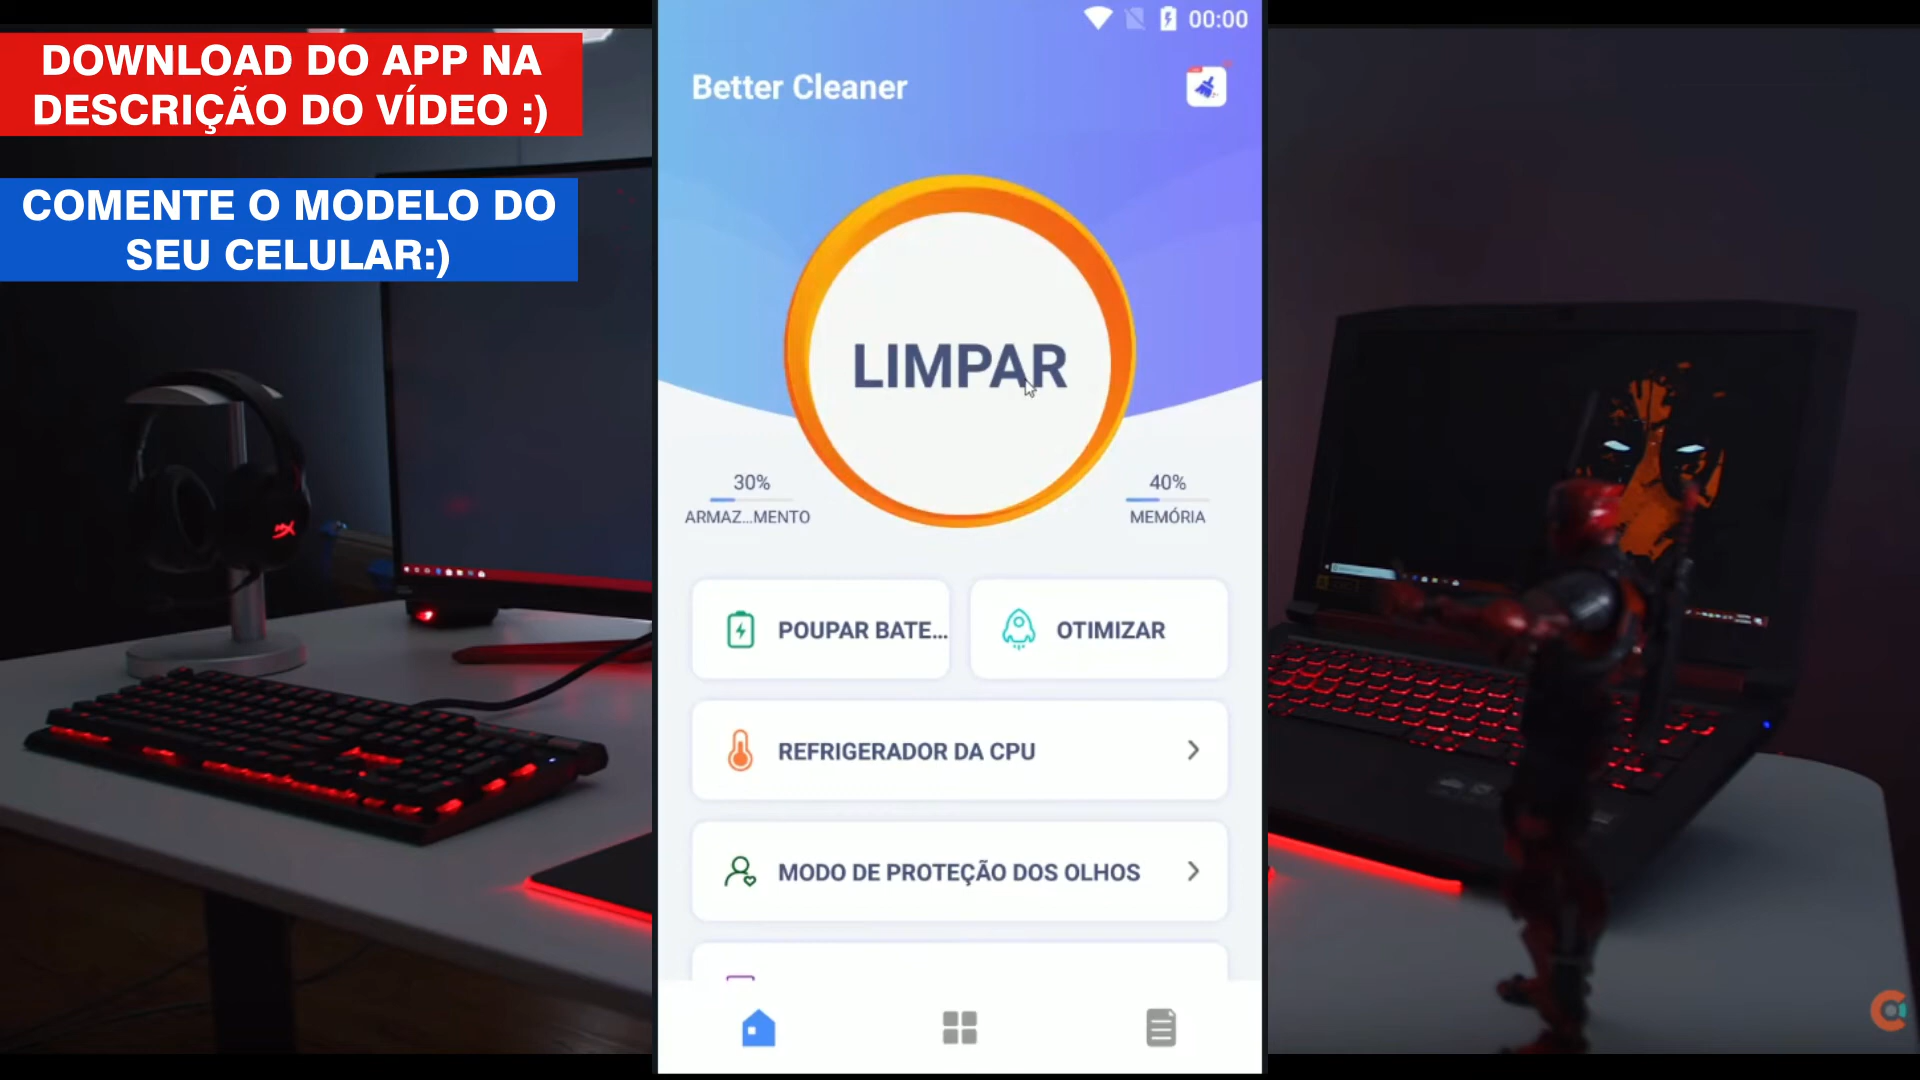 DOWNLOAD DO APP NA
DESCRIÇÃO DO VÍDEO :)
COMENTE O MODELO DO
SEU CELULAR:)
00:00
Better Cleaner
LIMPAR
30%
ARMAZ...MENTO
40%
MEMÓRIA
POUPAR BATE...
OTIMIZAR
REFRIGERADOR DA CPU
MODO DE PROTEÇÃO DOS OLHOS